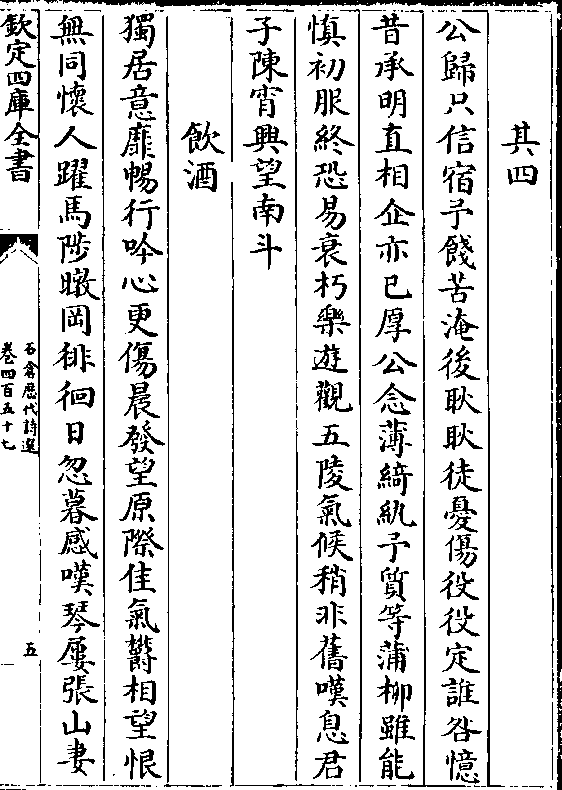 其四
公歸只信宿予餞苦淹後耿耿徒憂傷役役定誰咎憶
昔承明直相企亦已厚公念薄綺紈予質等蒲柳雖能
慎初服終恐易衰朽樂遊觀五陵氣候稍非舊嘆息君
子陳宵興望南斗
飲酒
獨居意靡暢行吟心更傷晨發望原際佳氣鬱相望恨
無同懷人躍馬陟暾岡徘徊日忽暮感嘆琴屢張山妻
欽定四庫全書
石倉歴代詩選
卷四百五十七
五